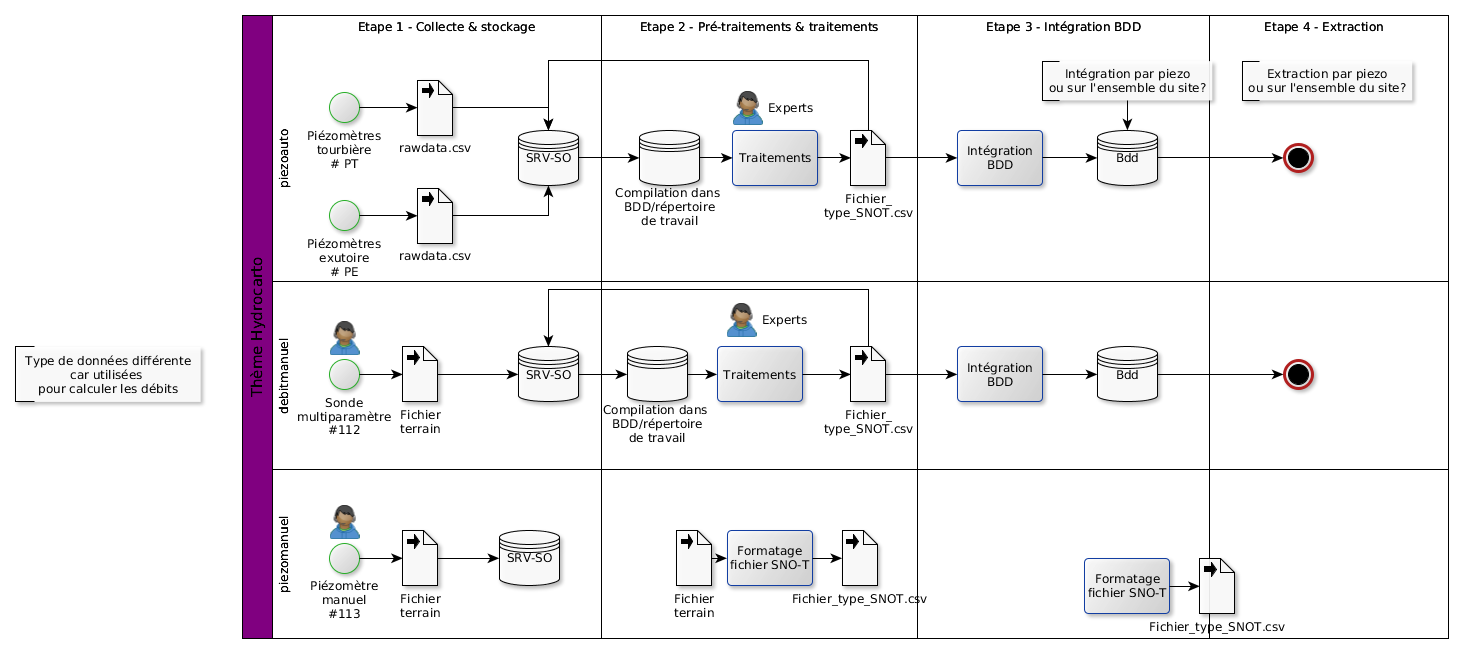 Etape 1 - Collecte & stockage
Etape 2 - Pré-traitements & traitements
Etape 3 - Intégration BDD
Etape 4 - Extraction
Thème Hydrocarto
piezoauto
Piézomètres
tourbière
# PT
rawdata.csv
Piézomètres
exutoire
# PE
rawdata.csv
SRV-SO
Compilation dans
BDD/répertoire
de travail
Experts
Traitements
Fichier_
type_SNOT.csv
Intégration
BDD
Intégration par piezo
ou sur l'ensemble du site?
Bdd
Extraction par piezo
ou sur l'ensemble du site?
Type de données différente
car utilisées
pour calculer les débits
debitmanuel
Sonde
multiparamètre
#112
Fichier
terrain
SRV-SO
Compilation dans
BDD/répertoire
de travail
Experts
Traitements
Fichier_
type_SNOT.csv
Intégration
BDD
Bdd
piezomanuel
Piézomètre
manuel
#113
Fichier
terrain
SRV-SO
Fichier
terrain
Formatage
fichier SNO-T
Fichier_type_SNOT.csv
Formatage
fichier SNO-T
Fichier_type_SNOT.csv